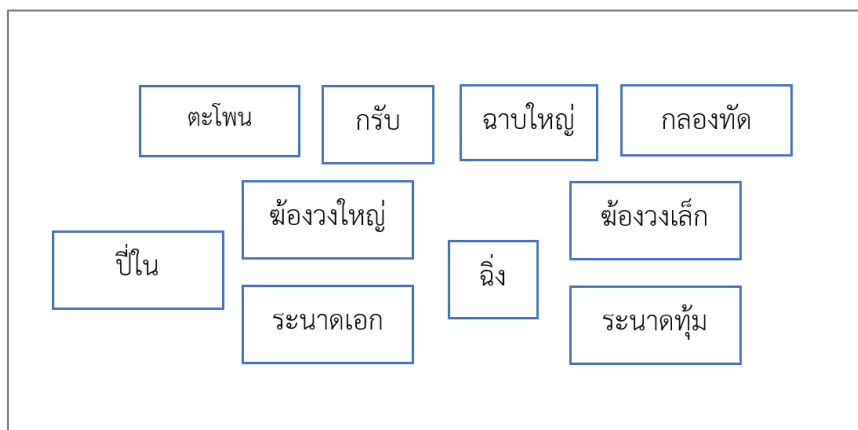 ตะโพน
กรับ
ฉาบใหญ่
กลองทัด
ฆ้องวงใหญ่
ฆ้องวงเล็ก
ปี่ใน
ฉิ่ง
ระนาดเอก
ระนาดทุ้ม